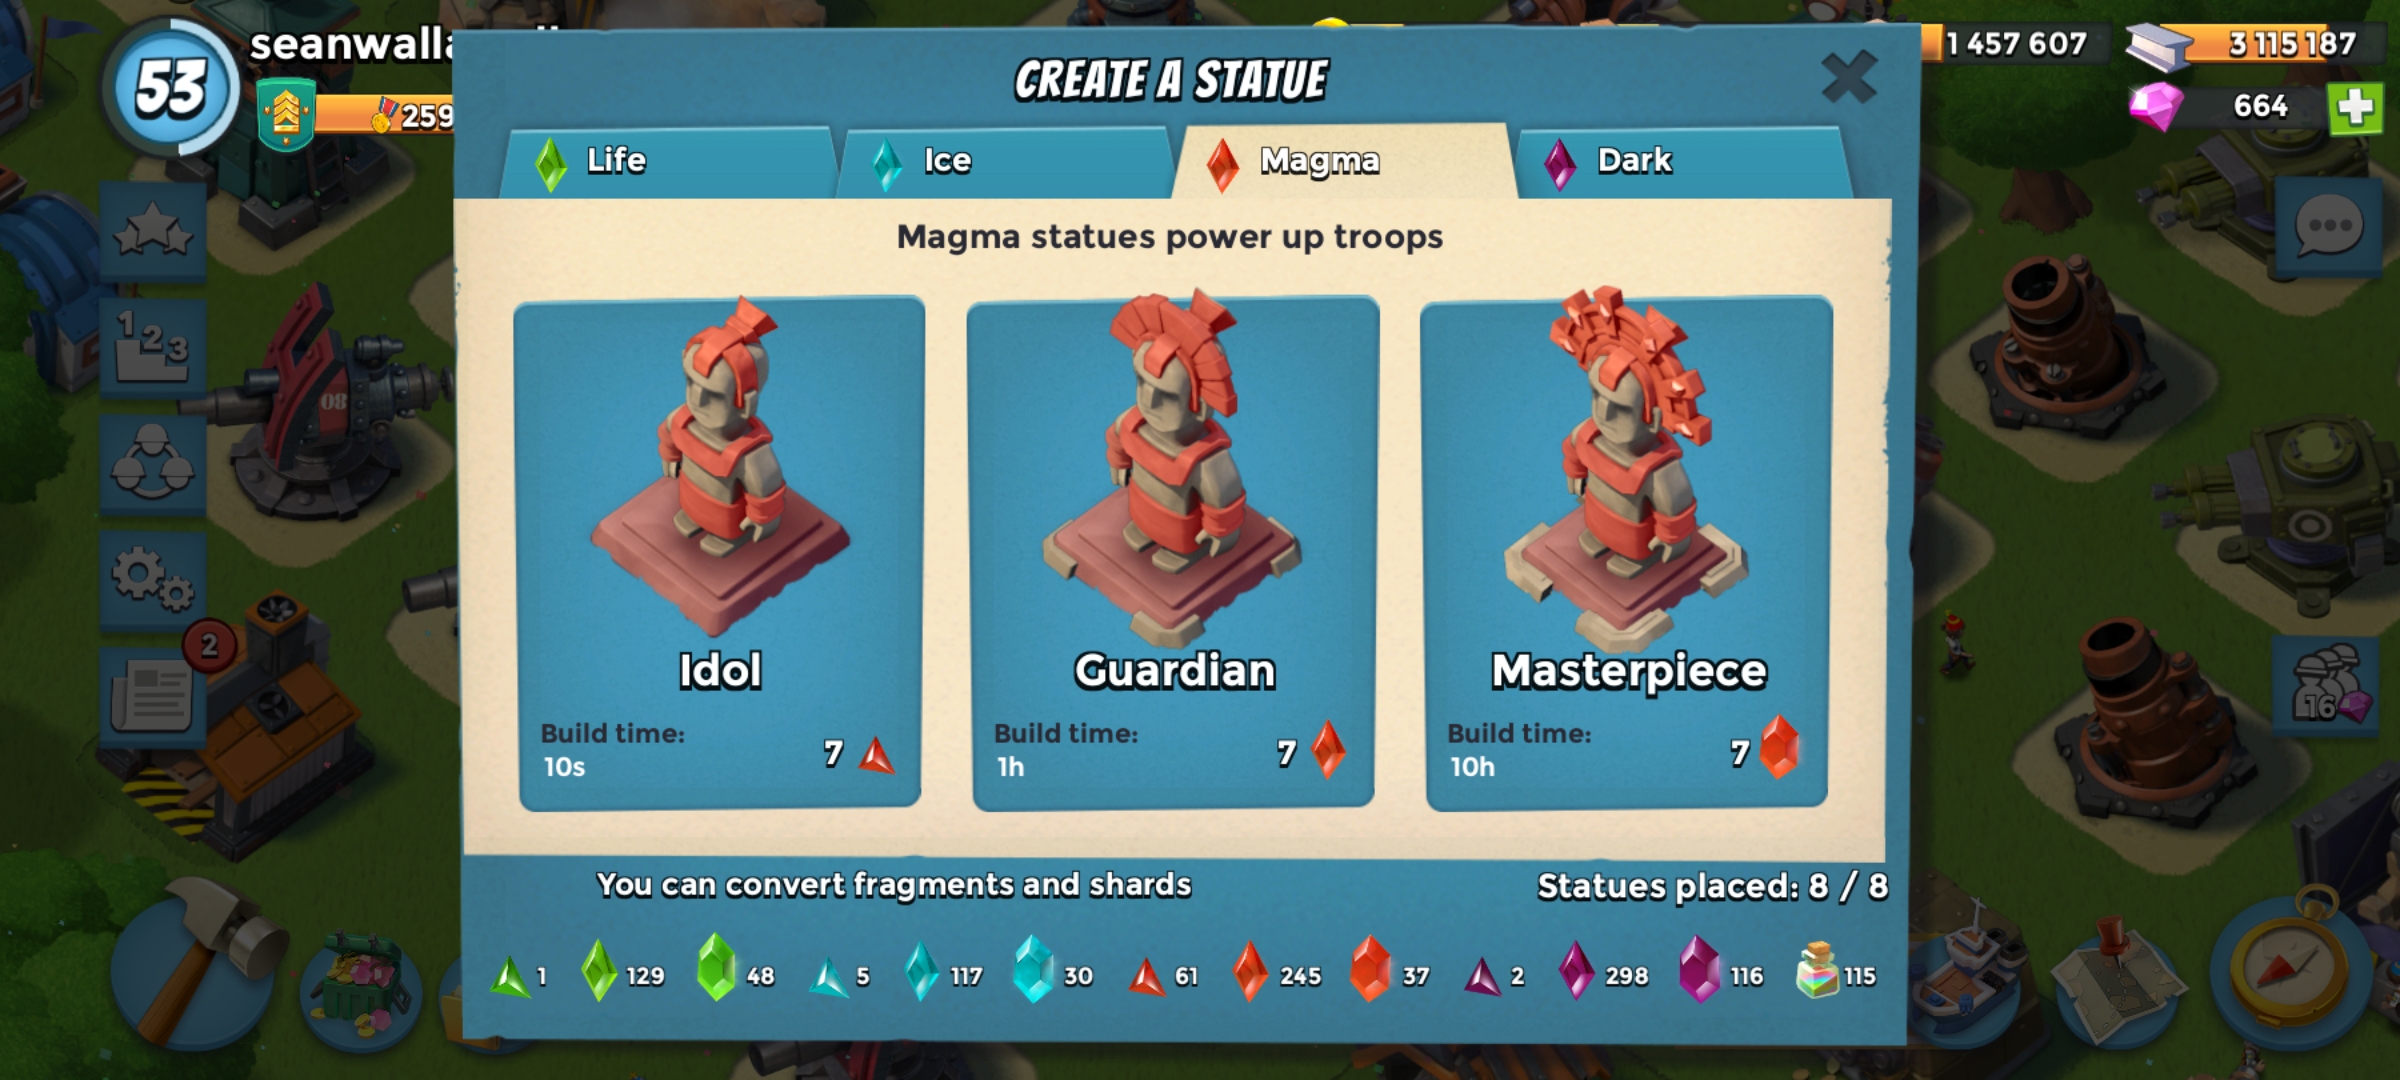 53
259
1 457 607
3 115 187
664
CREATE A STATUE
Life
Ice
Magma
Dark
Magma statues power up troops
1 2 3
08
2
16
Idol
Build time:
10s
7
Guardian
Build time:
1h
7
Masterpiece
Build time:
10h
7
You can convert fragments and shards
Statues placed: 8 / 8
1 129 48 5 117 30 61 245 37 2 298 116 115